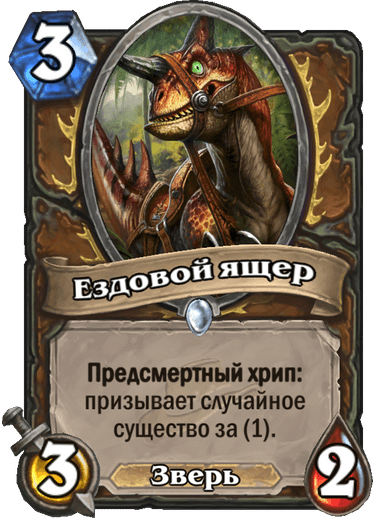 3
Ездовой ящер
Предсмертный хрип:
призывает случайное
существо за (1).
3
Зверь
2